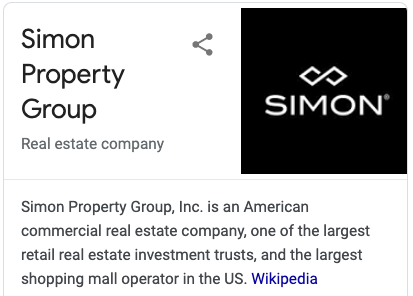 Simon
Property
Group
Real estate company
SIMON®
Simon Property Group, Inc. is an American
commercial real estate company, one of the largest
retail real estate investment trusts, and the largest
shopping mall operator in the US. Wikipedia